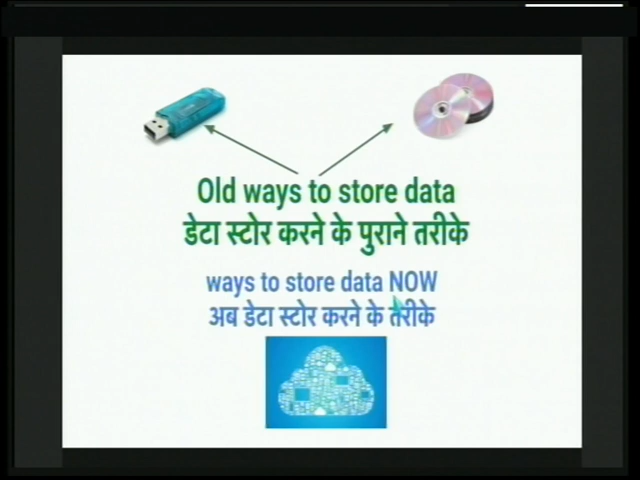 Old ways to store data
डेटा स्टोर करने के पुराने तरीके
ways to store data NOW
अब डेटा स्टोर करने के तरीके